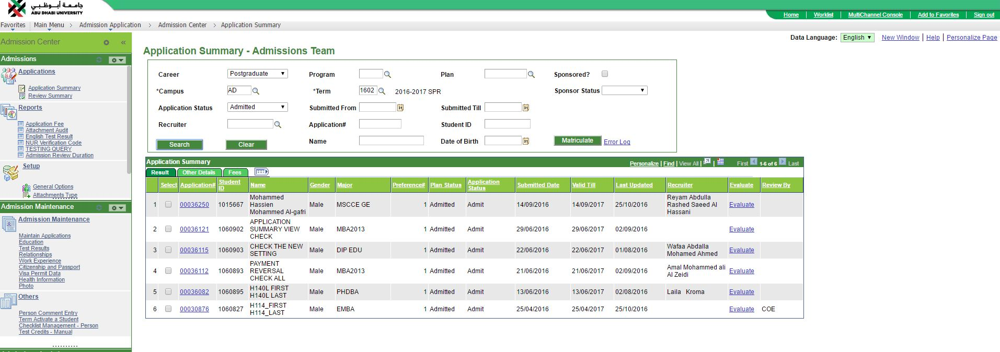 جامعة أبوظبي
ABU DHABI UNIVERSITY
Home Worklist MultiChannel Console Add to Favorites Sign out
Favorites Main Menu > Admission Application > Admission Center > Application Summary
Data Language: English New Window | Help | Personalize Page
Admission Center «
Admissions
Applications
Application Summary
Review Summary
Reports
Application Fee
Attachment Audit
English Test Result
NUR Verification Code
TESTING QUERY
Admission Review Duration
Setup
General Options
Attachments Type
Admission Maintenance
Admission Maintenance
Maintain Applications
Education
Test Results
Relationships
Work Experience
Citizenship and Passport
Visa Permit Data
Health Information
Photo
Others
Person Comment Entry
Term Activate a Student
Checklist Management - Person
Test Credits - Manual
Application Summary - Admissions Team
Career Postgraduate Program Plan Sponsored?
*Campus AD *Term 1602 2016-2017 SPR Sponsor Status
Application Status Admitted Submitted From Submitted Till
Recruiter Application# Student ID
Search Clear Name Date of Birth Matriculate Error Log
Application Summary Personalize | Find | View All | | First 1-6 of 6 Last
Result Other Details Fees
Select Application# Student ID Name Gender Major Preference# Plan Status Application Status Submitted Date Valid Till Last Updated Recruiter Evaluate Review By
1 00036250 1015667 Mohammed Hassien Mohammed Al-gafri Male MSCCE GE 1 Admitted Admit 14/09/2016 14/09/2017 25/10/2016 Reyam Abdulla Rashed Saeed Al Hassani Evaluate
2 00036121 1060902 APPLICATION SUMMARY VIEW CHECK Male MBA2013 1 Admitted Admit 29/06/2016 29/06/2017 02/09/2016 Evaluate
3 00036115 1060903 CHECK THE NEW SETTING Male DIP EDU 1 Admitted Admit 22/06/2016 22/06/2017 01/08/2016 Wafaa Abdalla Mohamed Ahmed Evaluate
4 00036112 1060893 PAYMENT REVERSAL CHECK ALL Male MBA2013 1 Admitted Admit 21/06/2016 21/06/2017 02/09/2016 Amal Mohammed ali Al Zeidi Evaluate
5 00036082 1060895 H140L FIRST H140L LAST Male PHDBA 1 Admitted Admit 13/06/2016 13/06/2017 02/08/2016 Laila Kroma Evaluate
6 00030876 1060827 H114_FIRST H114_LAST Male EMBA 1 Admitted Admit 25/04/2016 25/04/2017 25/10/2016 Evaluate COE